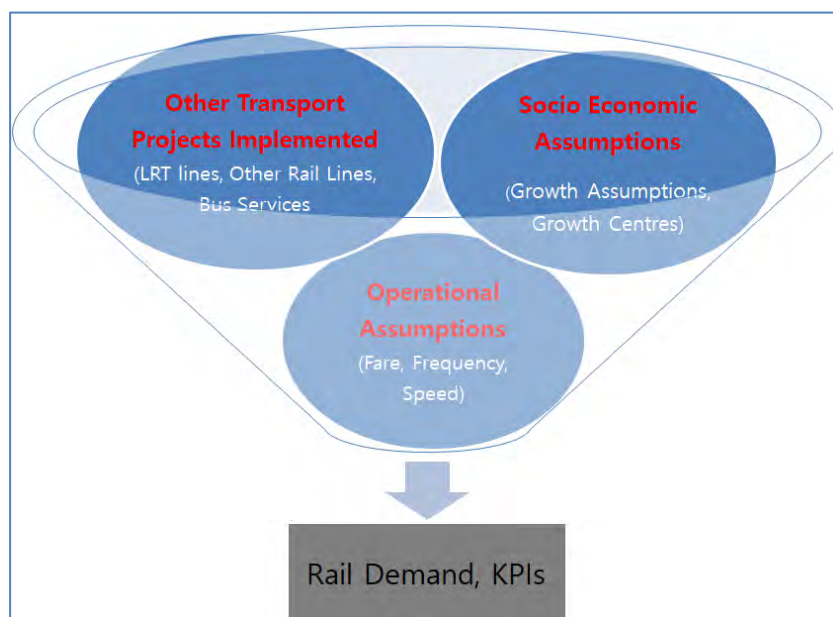 Other Transport
Projects Implemented
(LRT lines, Other Rail Lines,
Bus Services
Socio Economic
Assumptions
(Growth Assumptions,
Growth Centres)
Operational
Assumptions
(Fare, Frequency,
Speed)
Rail Demand, KPIs